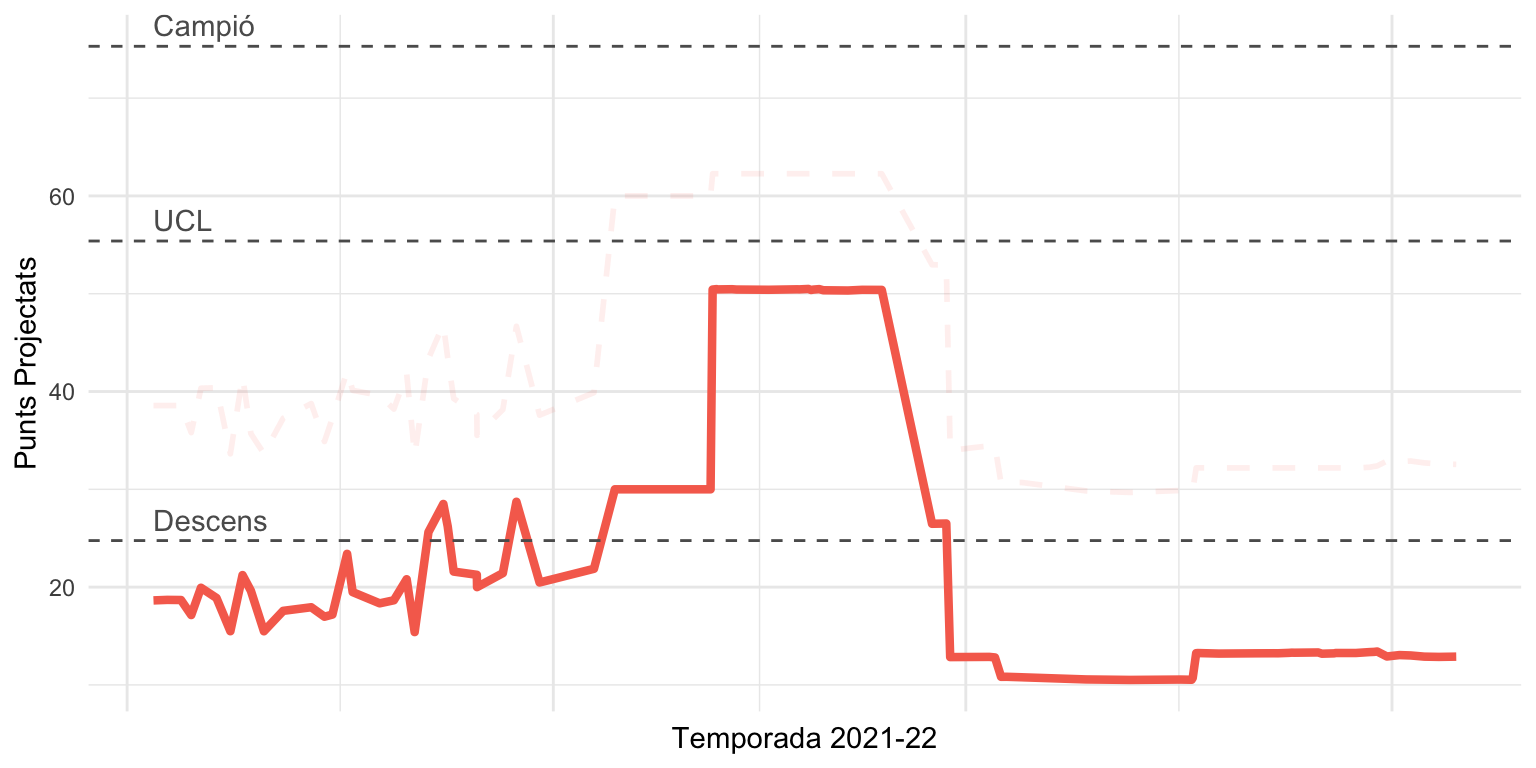 Campió
60
UCL
Punts Projectats
40
Descens
20
Temporada 2021-22